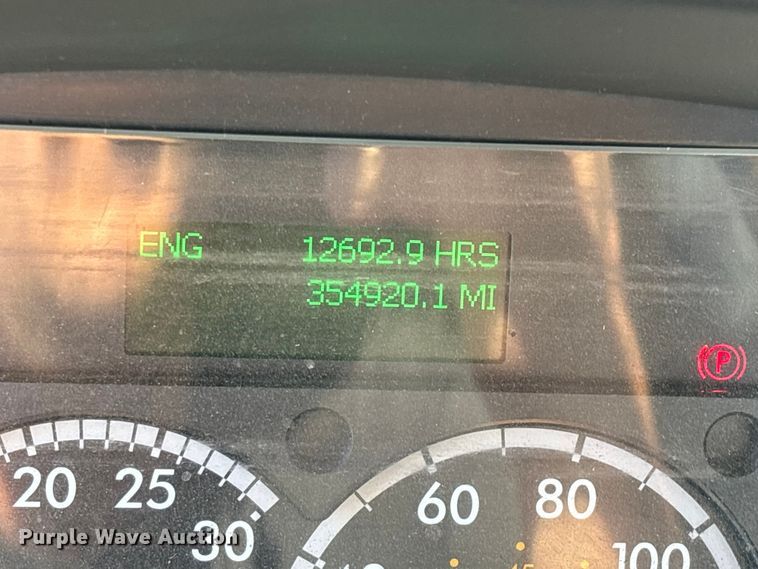 ENG 12692.9 HRS
354920.1 MI
P
20 25 30
60 80 100
Purple Wave Auction